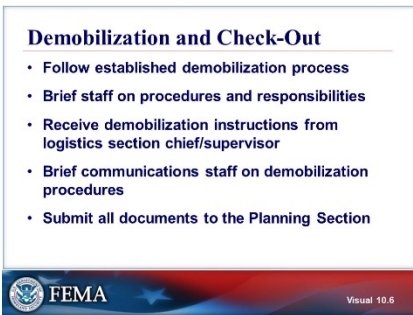 Demobilization and Check-Out
• Follow established demobilization process
• Brief staff on procedures and responsibilities
• Receive demobilization instructions from
logistics section chief/supervisor
• Brief communications staff on demobilization
procedures
• Submit all documents to the Planning Section
FEMA
Visual 10.6